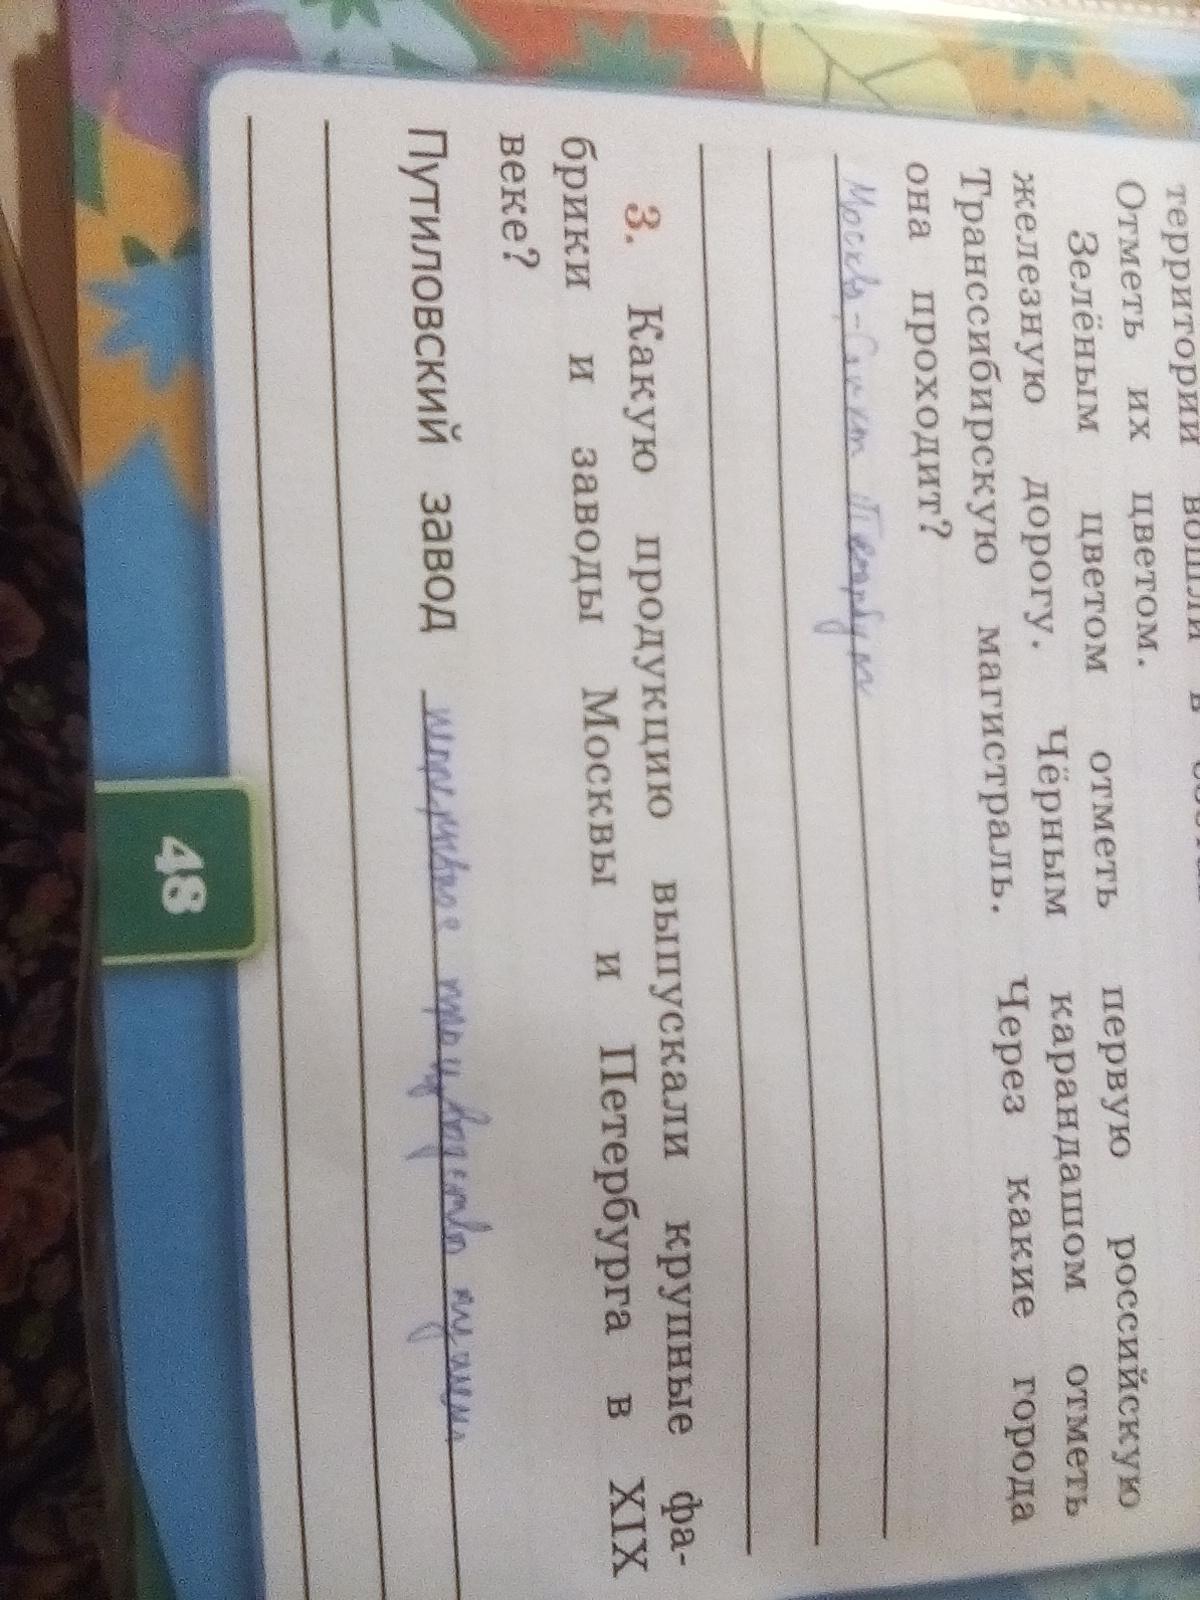 территории вошли в
Отметь их цветом.
Зелёным цветом отметь первую российскую
железную дорогу. Чёрным карандашом отметь
Транссибирскую магистраль. Через какие города
она проходит?
Москва-Санкт Петербург
3. Какую продукцию выпускали крупные фа-
брики и заводы Москвы и Петербурга в XIX
веке?
Путиловский завод
48